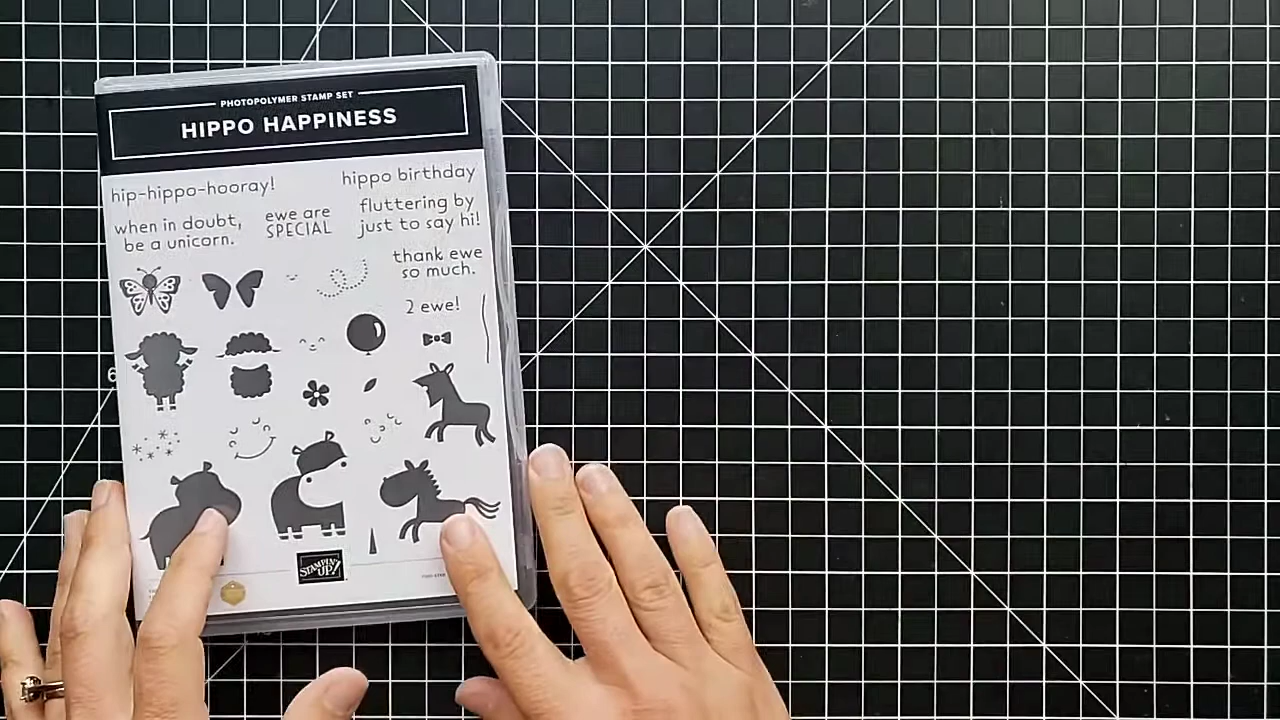 PHOTOPOLYMER STAMP SET
HIPPO HAPPINESS
hip-hippo-hooray!
hippo birthday
when in doubt,
be a unicorn.
ewe are
SPECIAL
fluttering by
just to say hi!
thank ewe
so much.
2 ewe!
6
STAMPIN'
UP!